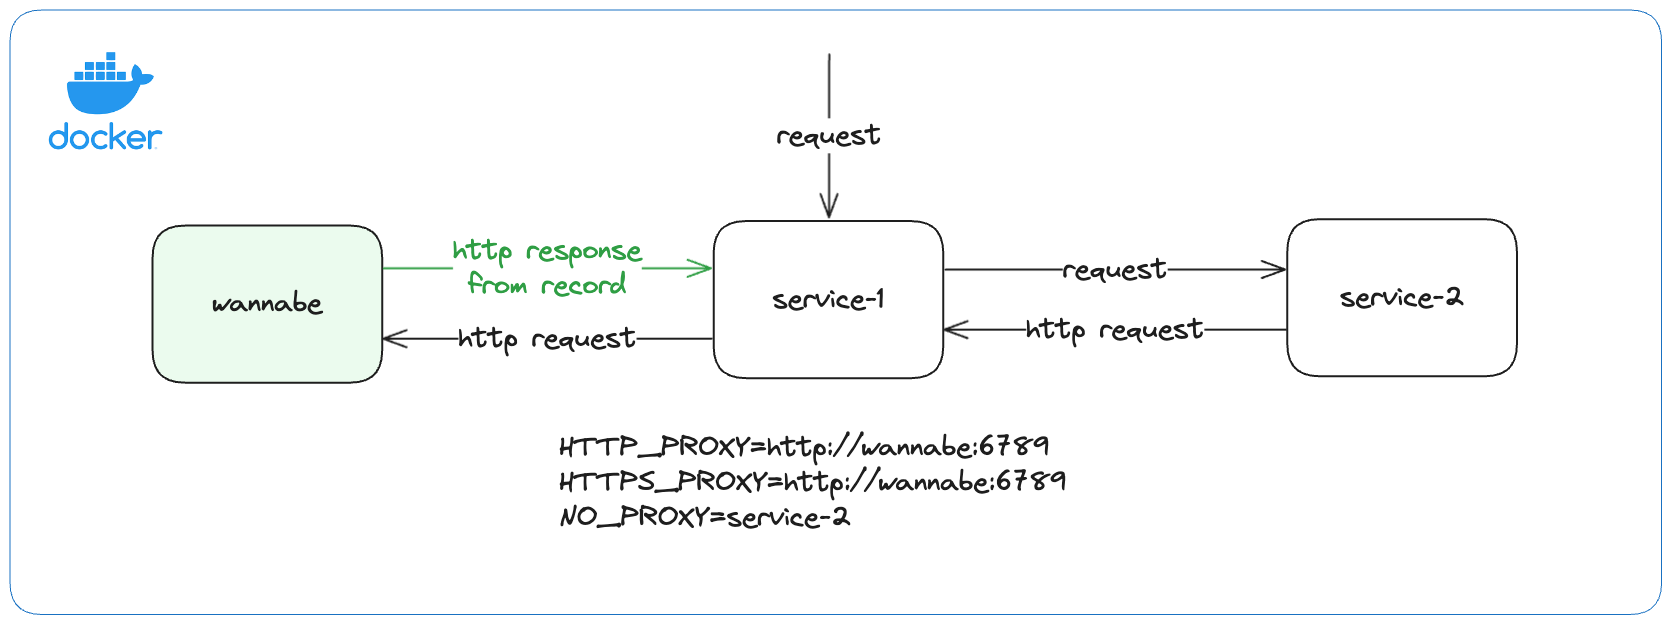 docker
request
http response
from record
request
wannabe
service-1
service-2
http request
http request
HTTP_PROXY=http://wannabe:6789
HTTPS_PROXY=http://wannabe:6789
NO_PROXY=service-2